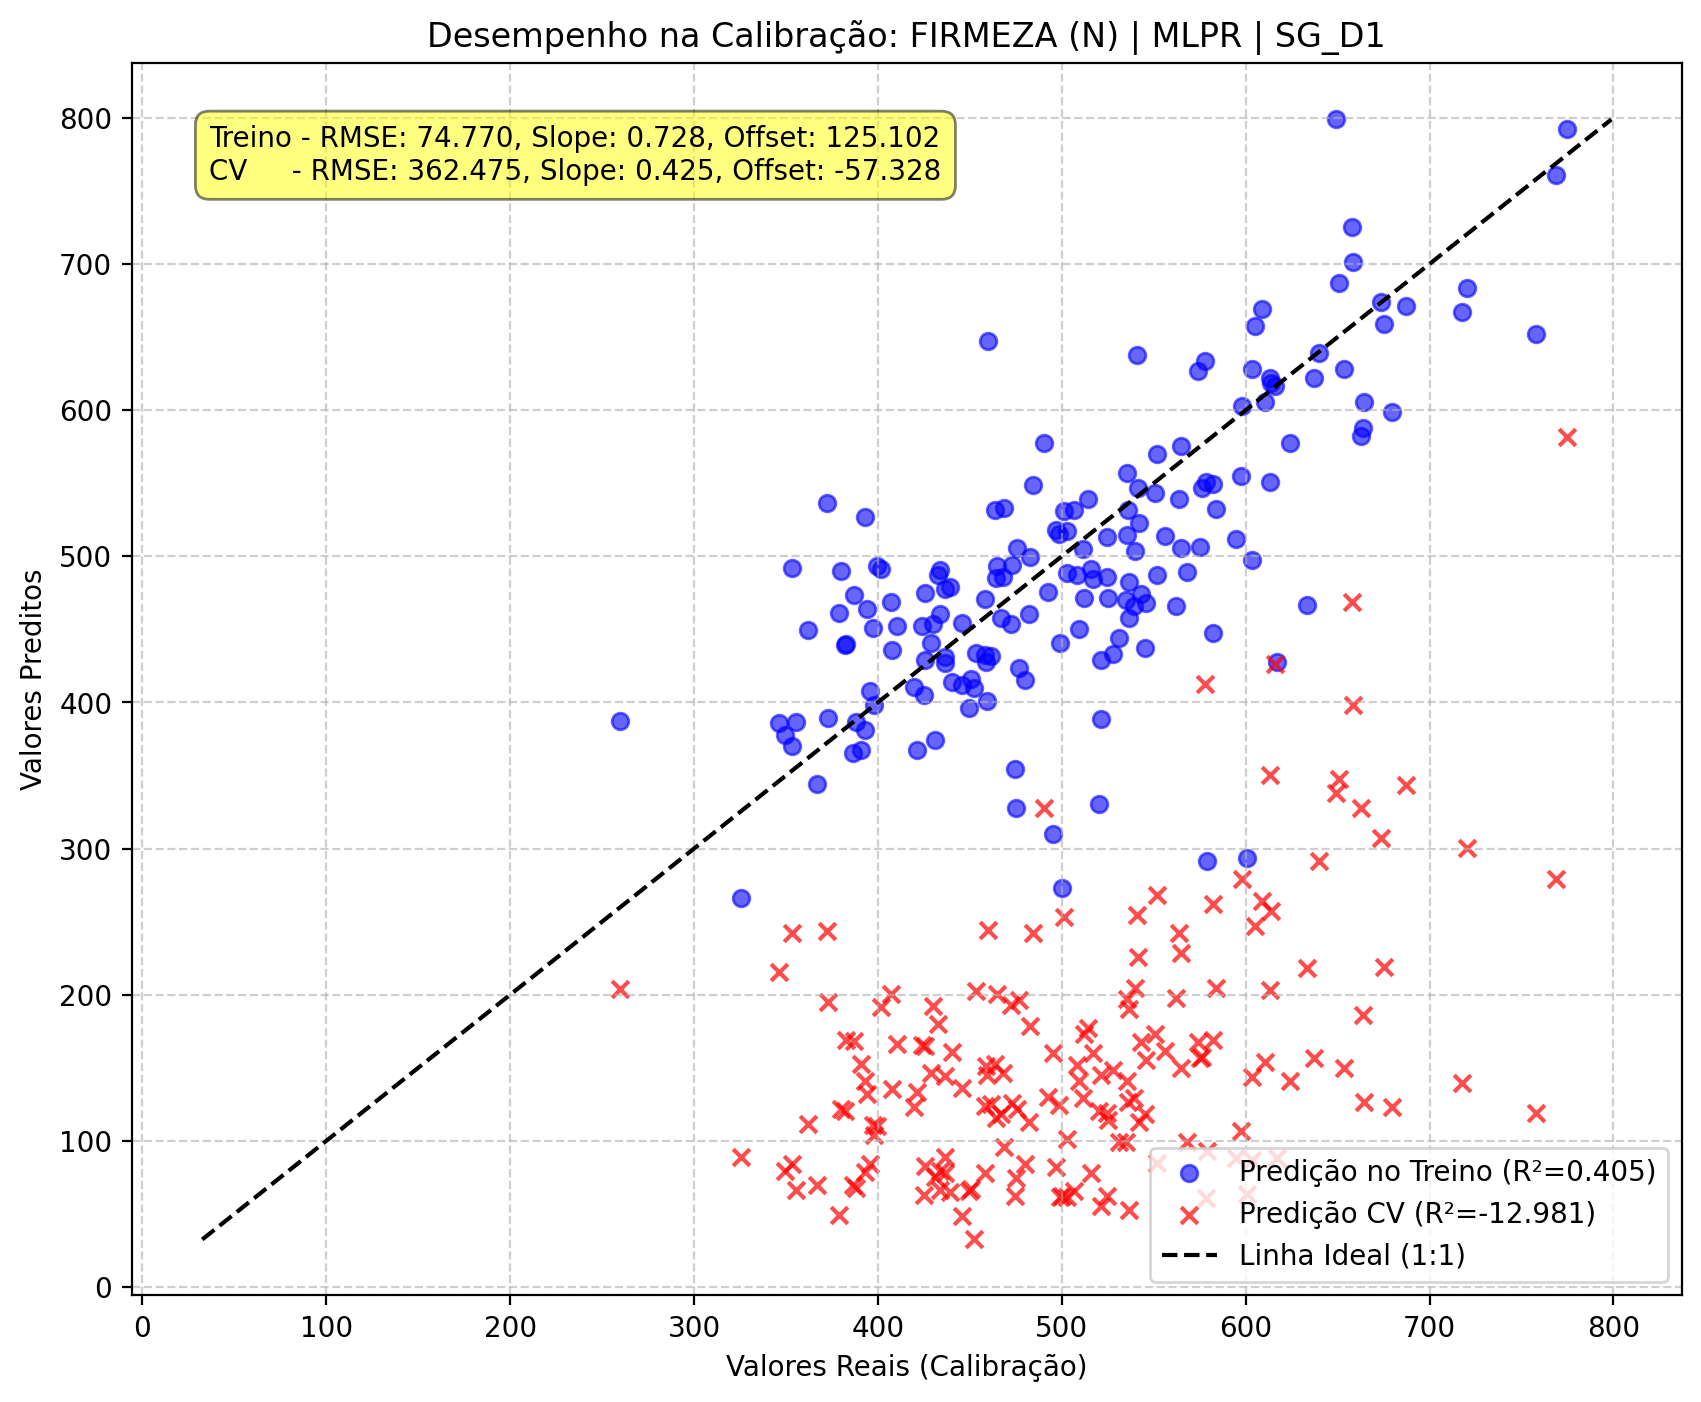 Desempenho na Calibração: FIRMEZA (N) | MLPR | SG_D1
Treino - RMSE: 74.770, Slope: 0.728, Offset: 125.102
CV - RMSE: 362.475, Slope: 0.425, Offset: -57.328
Valores Preditos
800
700
600
500
400
300
200
100
0
Predição no Treino (R²=0.405)
Predição CV (R²=-12.981)
Linha Ideal (1:1)
0 100 200 300 400 500 600 700 800
Valores Reais (Calibração)